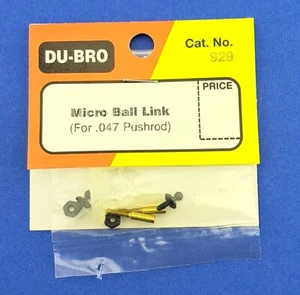 DU-BRO
Cat. No.
929
PRICE
Micro Ball Link
(For .047 Pushrod)